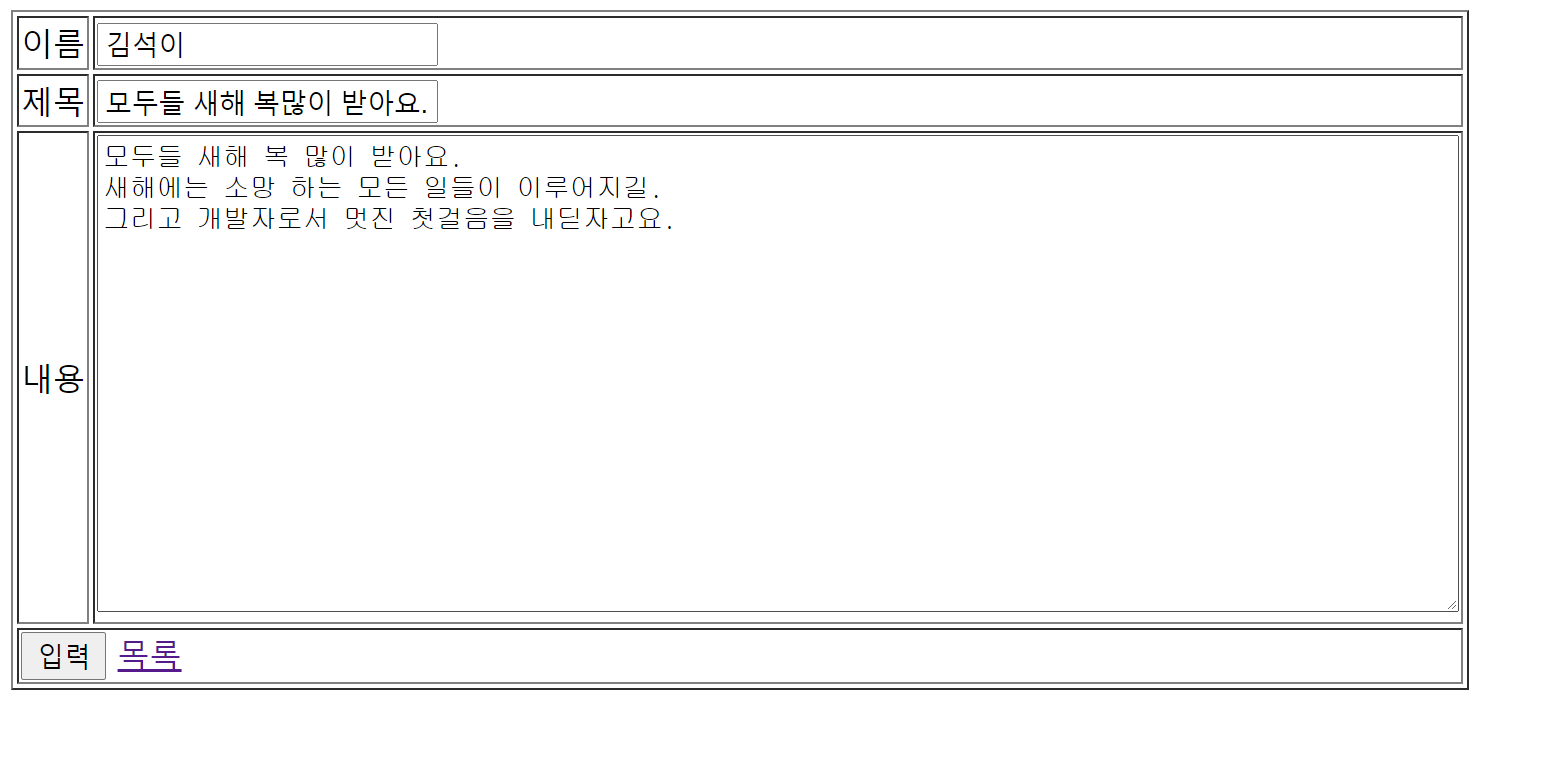 이름 김석이
제목 모두들 새해 복많이 받아요.
모두들 새해 복 많이 받아요.
새해에는 소망 하는 모든 일들이 이루어지길.
그리고 개발자로서 멋진 첫걸음을 내딛자고요.
내용
입력 목록